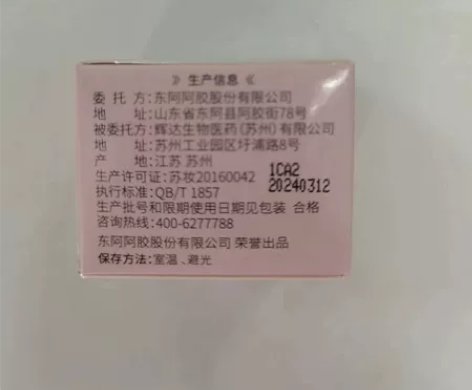 》 生产信息 《
委 托 方:东阿阿胶股份有限公司
地 址:山东省东阿县阿胶街78号
被委托方:辉达生物医药(苏州)有限公司
地 址:苏州工业园区圩浦路8号
产 地:江苏 苏州
生产许可证:苏妆20160042
1CA2
执行标准:QB/T 1857
20240312
生产批号和限期使用日期见包装 合格
咨询热线:400-6277788
东阿阿胶股份有限公司 荣誉出品
保存方法:室温、避光